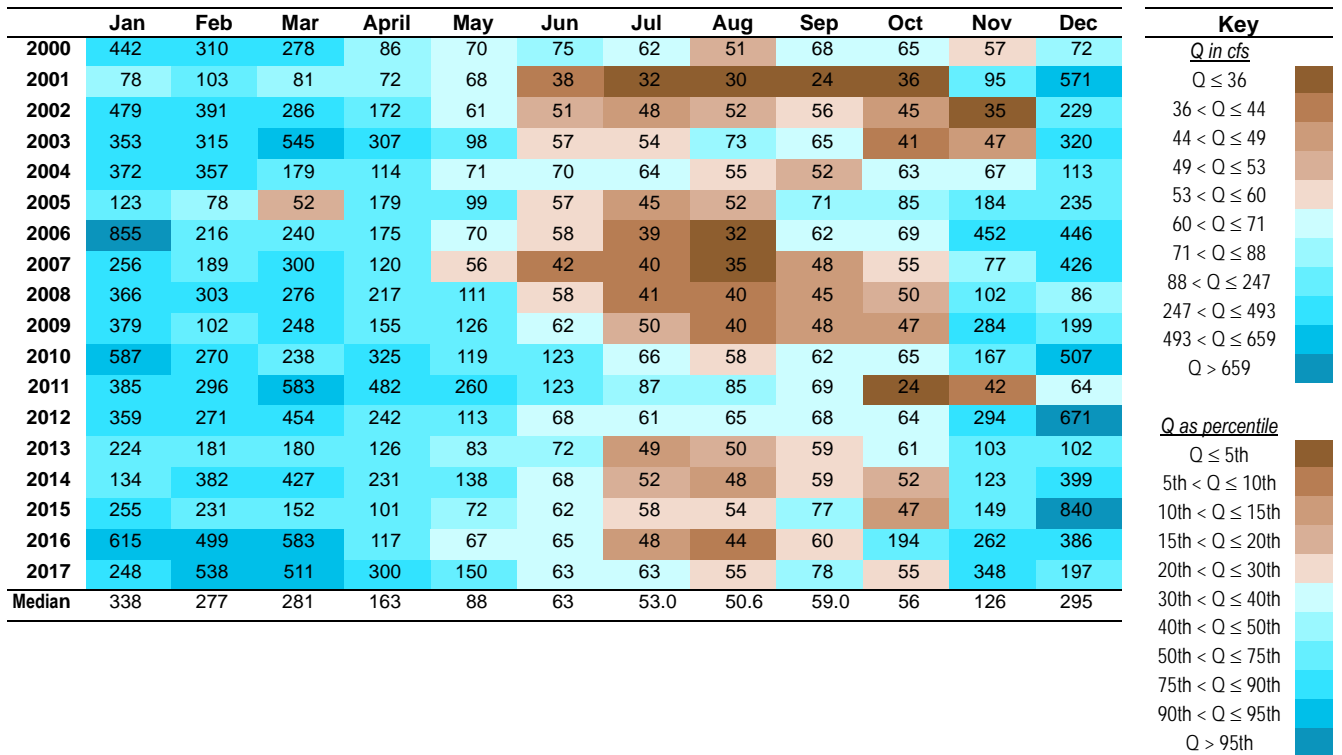 Jan Feb Mar April May Jun Jul Aug Sep Oct Nov Dec
2000 442 310 278 86 70 75 62 51 68 65 57 72
2001 78 103 81 72 68 38 32 30 24 36 95 571
2002 479 391 286 172 61 51 48 52 56 45 35 229
2003 353 315 545 307 98 57 54 73 65 41 47 320
2004 372 357 179 114 71 70 64 55 52 63 67 113
2005 123 78 52 179 99 57 45 52 71 85 184 235
2006 855 216 240 175 70 58 39 32 62 69 452 446
2007 256 189 300 120 56 42 40 35 48 55 77 426
2008 366 303 276 217 111 58 41 40 45 50 102 86
2009 379 102 248 155 126 62 50 40 48 47 284 199
2010 587 270 238 325 119 123 66 58 62 65 167 507
2011 385 296 583 482 260 123 87 85 69 24 42 64
2012 359 271 454 242 113 68 61 65 68 64 294 671
2013 224 181 180 126 83 72 49 50 59 61 103 102
2014 134 382 427 231 138 68 52 48 59 52 123 399
2015 255 231 152 101 72 62 58 54 77 47 149 840
2016 615 499 583 117 67 65 48 44 60 194 262 386
2017 248 538 511 300 150 63 63 55 78 55 348 197
Median 338 277 281 163 88 63 53.0 50.6 59.0 56 126 295
Key
Q in cfs
Q ≤ 36
36 < Q ≤ 44
44 < Q ≤ 49
49 < Q ≤ 53
53 < Q ≤ 60
60 < Q ≤ 71
71 < Q ≤ 88
88 < Q ≤ 247
247 < Q ≤ 493
493 < Q ≤ 659
Q > 659
Q as percentile
Q ≤ 5th
5th < Q ≤ 10th
10th < Q ≤ 15th
15th < Q ≤ 20th
20th < Q ≤ 30th
30th < Q ≤ 40th
40th < Q ≤ 50th
50th < Q ≤ 75th
75th < Q ≤ 90th
90th < Q ≤ 95th
Q > 95th